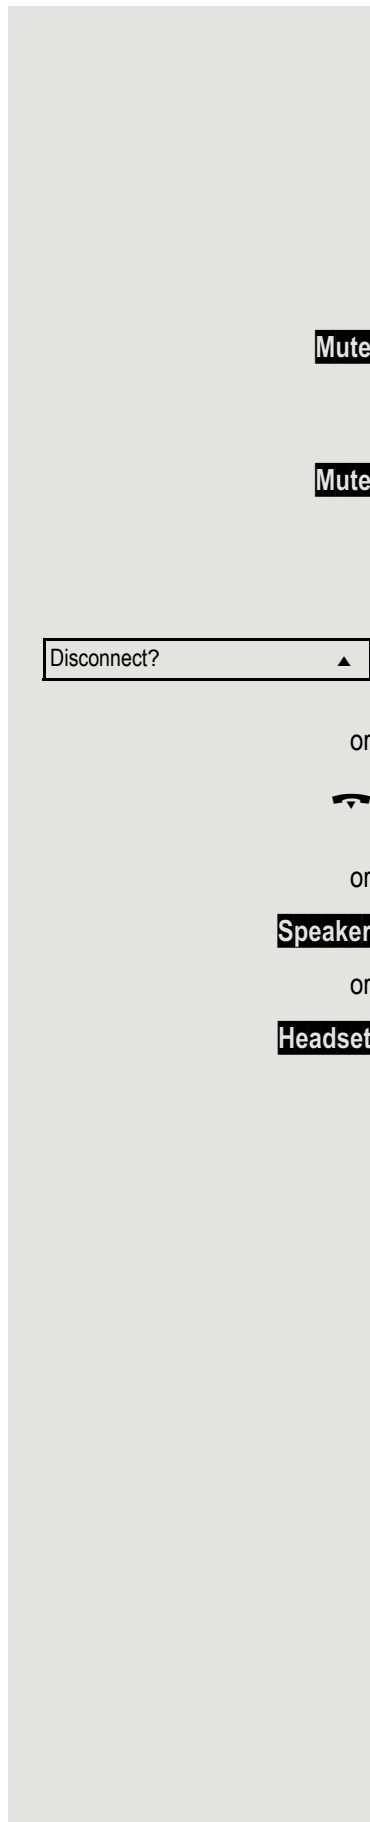 Mute
Mute
Disconnect?
or
or
Speaker
or
Headset